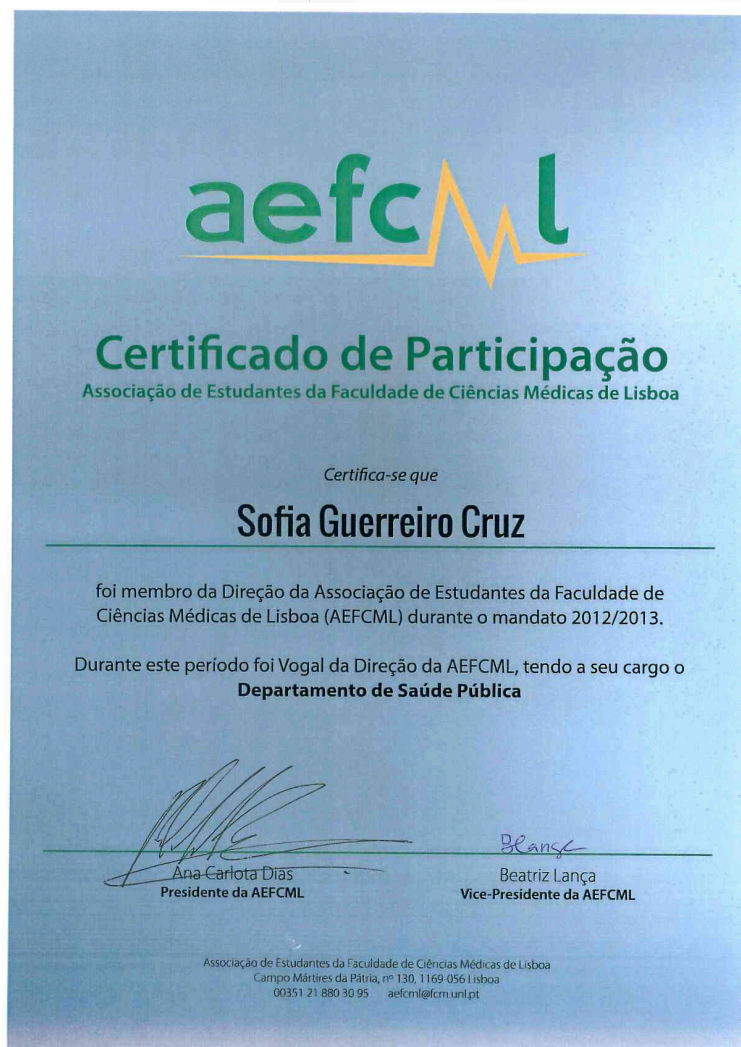 aefcml
Certificado de Participação
Associação de Estudantes da Faculdade de Ciências Médicas de Lisboa
Certifica-se que
Sofia Guerreiro Cruz
foi membro da Direção da Associação de Estudantes da Faculdade de
Ciências Médicas de Lisboa (AEFCML) durante o mandato 2012/2013.
Durante este período foi Vogal da Direção da AEFCML, tendo a seu cargo o
Departamento de Saúde Pública
BLança
Ana Carlota Dias
Presidente da AEFCML
Beatriz Lança
Vice-Presidente da AEFCML
Associação de Estudantes da Faculdade de Ciências Médicas de Lisboa
Campo Mártires da Pátria, nº 130, 1169-056 Lisboa
00351 21 880 30 95 aefcml@fcm.unl.pt